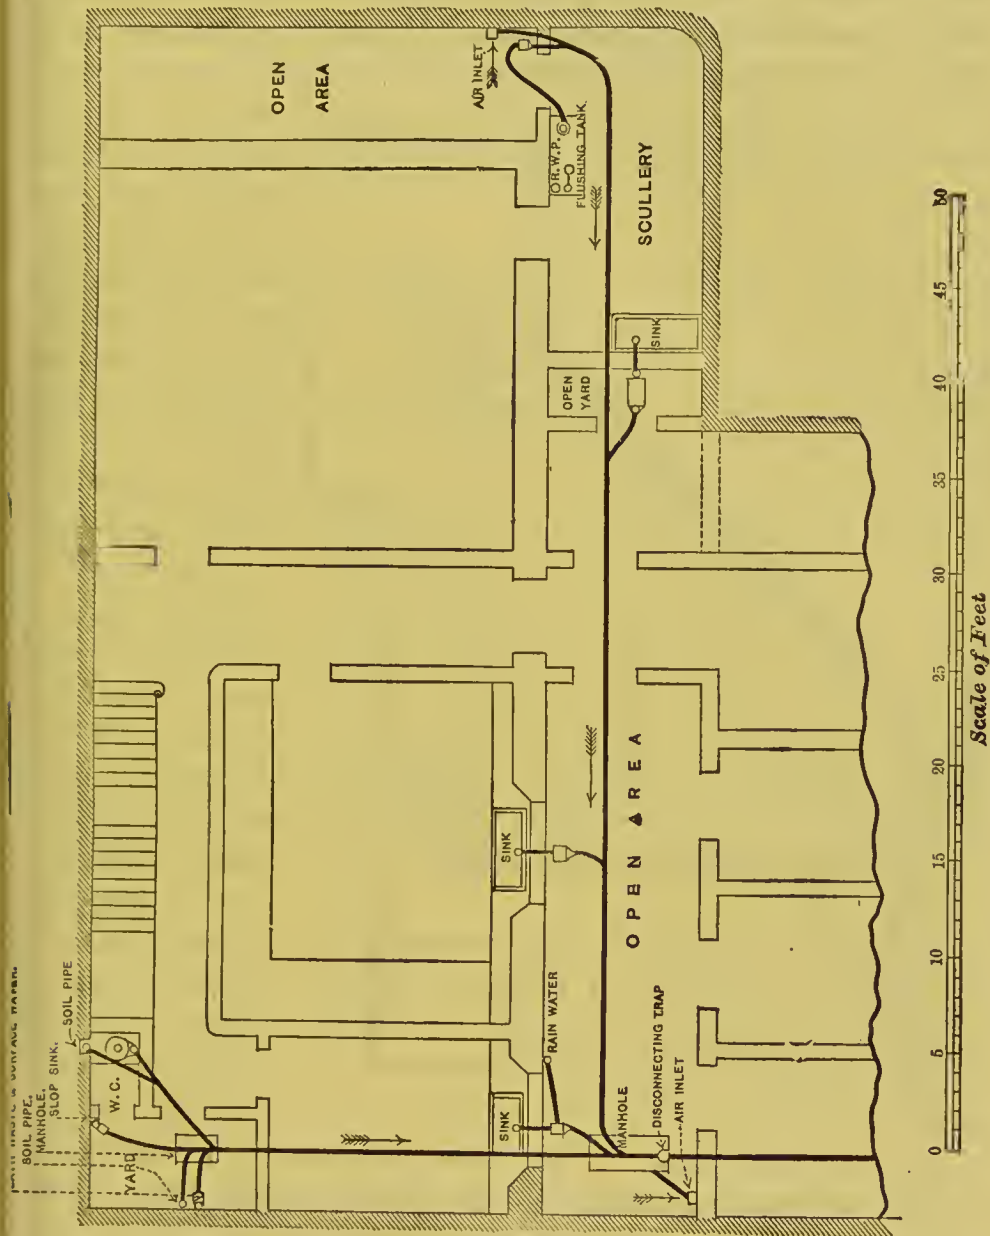 OPEN
AREA
AIR INLET
R.W.P.
FLUSHING TANK.
SCULLERY
SINK
OPEN
YARD
SINK
OPEN AREA
SOIL PIPE
& SURFACE WATER.
SOIL PIPE.
MANHOLE.
SLOP SINK.
W.C.
YARD
SINK
RAIN WATER
MANHOLE
DISCONNECTING TRAP
AIR INLET
0 5 10 15 20 25 30 35 40 45 50
Scale of Feet